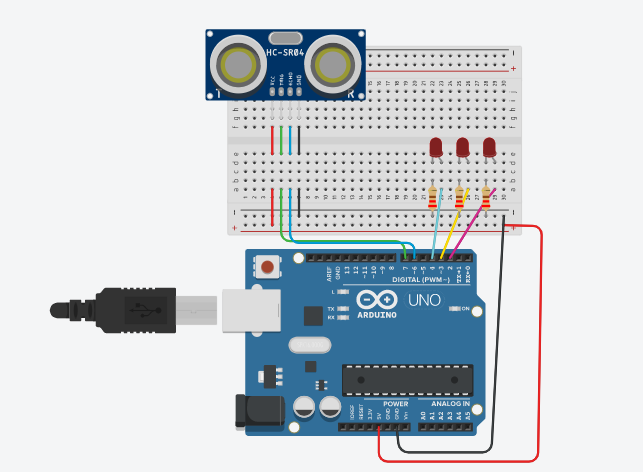 HC-SR04
VCC
TRIG
ECHO
GND
T
R
AREF
GND
13
12
~11
~10
~9
8
7
~6
~5
4
~3
2
TX→1
RX←0
DIGITAL (PWM~)
L
TX
RX
UNO
ON
ARDUINO
POWER
ANALOG IN
IOREF
RESET
3.3V
5V
GND
GND
Vin
A0
A1
A2
A3
A4
A5